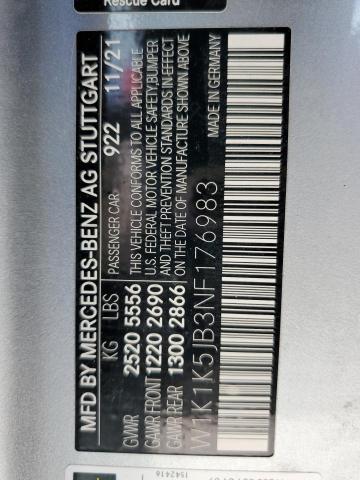 Rescue Card
MFD BY MERCEDES-BENZ AG STUTTGART
KG LBS PASSENGER CAR 922 11/21
GVWR 2520 5556 THIS VEHICLE CONFORMS TO ALL APPLICABLE
GAWR FRONT 1220 2690 U.S. FEDERAL MOTOR VEHICLE SAFETY, BUMPER
GAWR REAR 1300 2866 AND THEFT PREVENTION STANDARDS IN EFFECT
ON THE DATE OF MANUFACTURE SHOWN ABOVE
W1K1K5JB3NF176983 MADE IN GERMANY
1542416